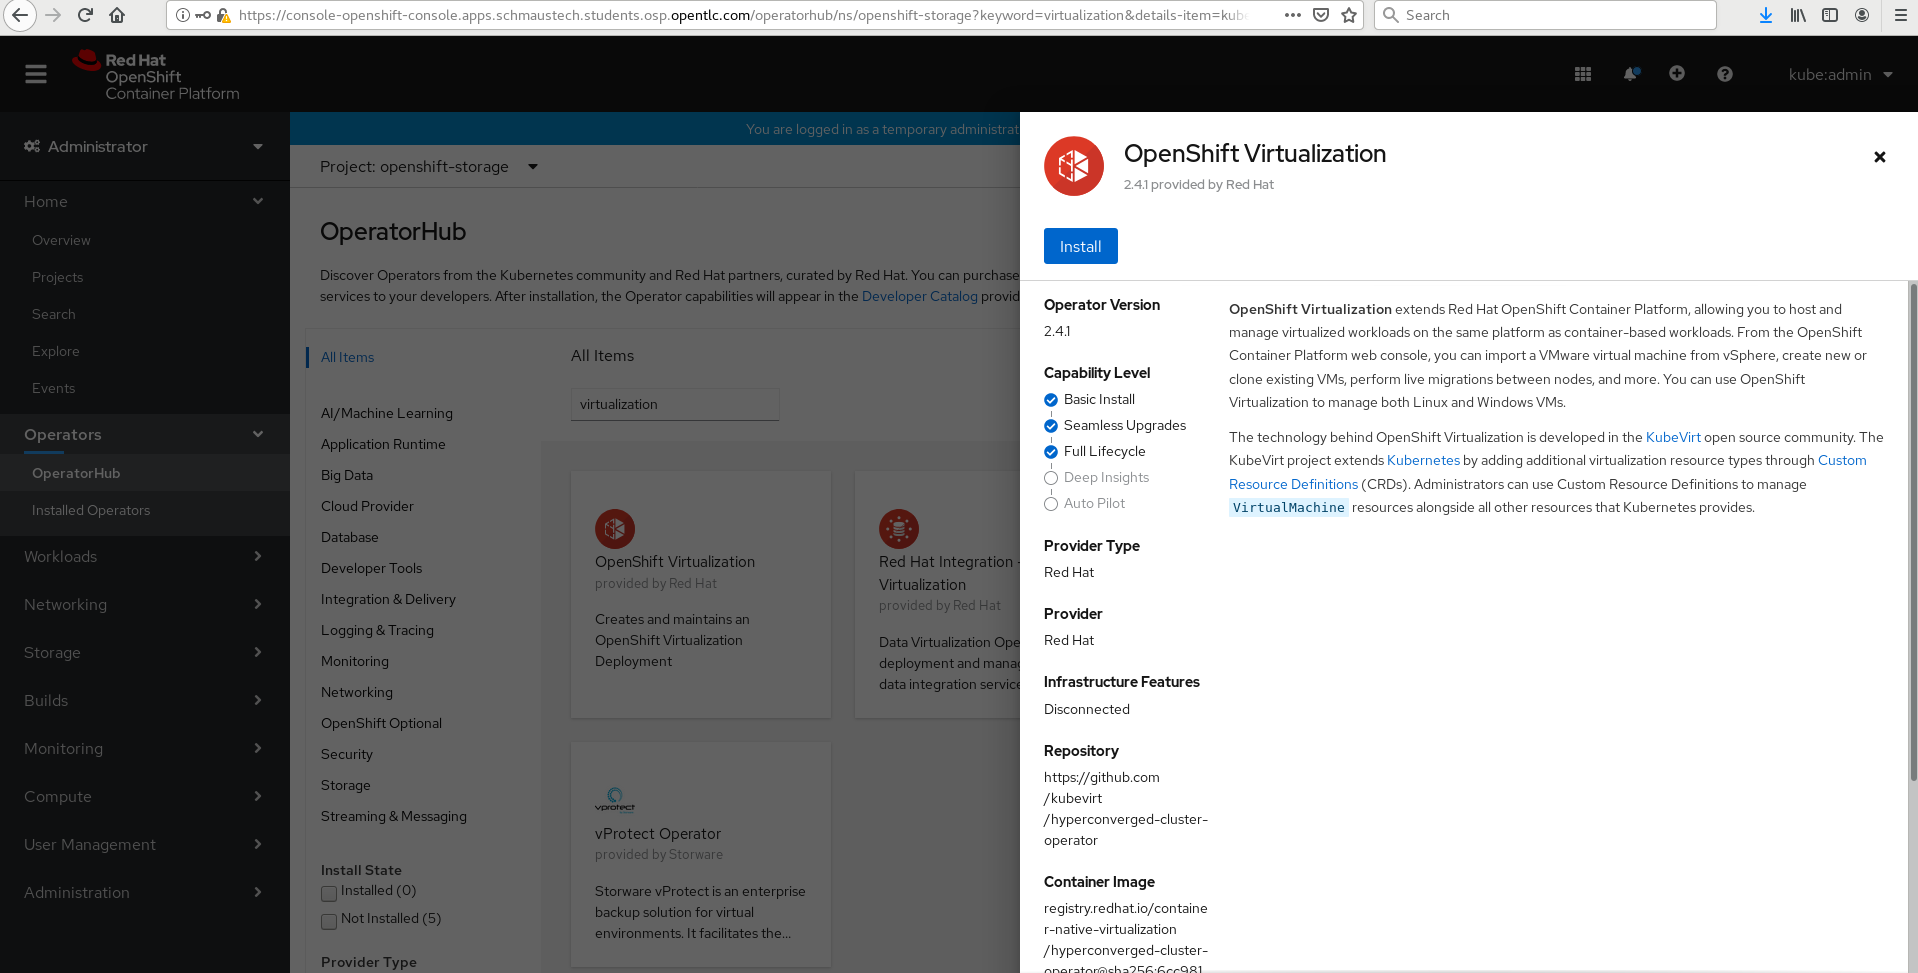 https://console-openshift-console.apps.schmaustech.students.osp.opentlc.com/operatorhub/ns/openshift-storage?keyword=virtualization&details-item=kube
Search
Red Hat
OpenShift
Container Platform
kube:admin
Administrator
Home
Overview
Projects
Search
Explore
Events
Operators
OperatorHub
Installed Operators
Workloads
Networking
Storage
Builds
Monitoring
Compute
User Management
Administration
You are logged in as a temporary administrat
Project: openshift-storage
OperatorHub
Discover Operators from the Kubernetes community and Red Hat partners, curated by Red Hat. You can purchase
services to your developers. After installation, the Operator capabilities will appear in the Developer Catalog provid
All Items
AI/Machine Learning
Application Runtime
Big Data
Cloud Provider
Database
Developer Tools
Integration & Delivery
Logging & Tracing
Monitoring
Networking
OpenShift Optional
Security
Storage
Streaming & Messaging
Install State
Installed (0)
Not Installed (5)
Provider Type
All Items
virtualization
OpenShift Virtualization
provided by Red Hat
Creates and maintains an
OpenShift Virtualization
Deployment
Red Hat Integration -
Virtualization
provided by Red Hat
Data Virtualization Ope
deployment and mana
data integration service
vprotect
vProtect Operator
provided by Storware
Storware vProtect is an enterprise
backup solution for virtual
environments. It facilitates the...
OpenShift Virtualization
2.4.1 provided by Red Hat
Install
Operator Version
2.4.1
Capability Level
Basic Install
Seamless Upgrades
Full Lifecycle
Deep Insights
Auto Pilot
Provider Type
Red Hat
Provider
Red Hat
Infrastructure Features
Disconnected
Repository
https://github.com
/kubevirt
/hyperconverged-cluster-
operator
Container Image
registry.redhat.io/containe
r-native-virtualization
/hyperconverged-cluster-
operator@sha256:6cc981
OpenShift Virtualization extends Red Hat OpenShift Container Platform, allowing you to host and
manage virtualized workloads on the same platform as container-based workloads. From the OpenShift
Container Platform web console, you can import a VMware virtual machine from vSphere, create new or
clone existing VMs, perform live migrations between nodes, and more. You can use OpenShift
Virtualization to manage both Linux and Windows VMs.
The technology behind OpenShift Virtualization is developed in the KubeVirt open source community. The
KubeVirt project extends Kubernetes by adding additional virtualization resource types through Custom
Resource Definitions (CRDs). Administrators can use Custom Resource Definitions to manage
VirtualMachine resources alongside all other resources that Kubernetes provides.